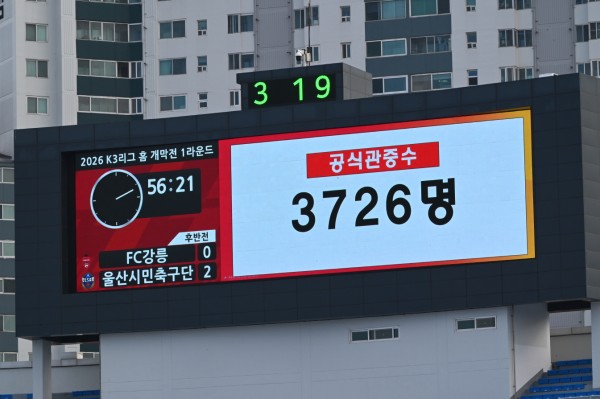 3 19
2026 K3리그 홈 개막전 1라운드
56:21
후반전
FC강릉 0
울산시민축구단 2
공식관중수
3726명